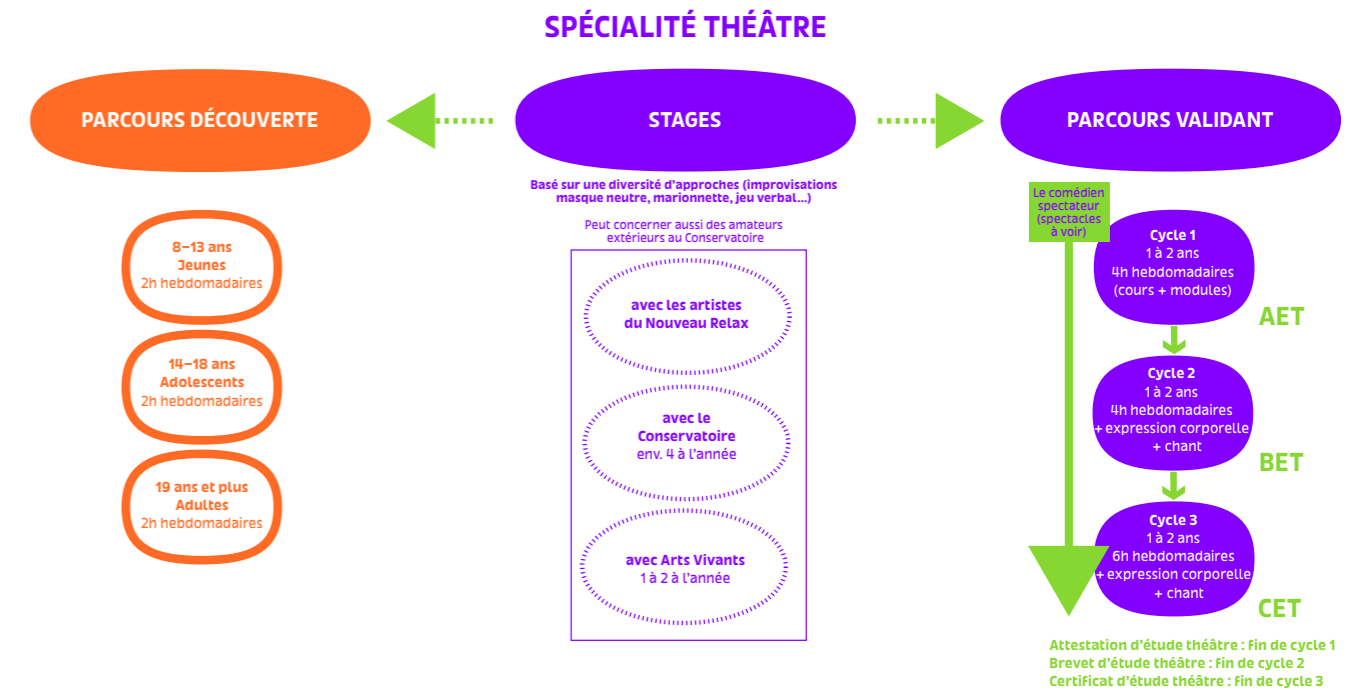 SPÉCIALITÉ THÉÂTRE
PARCOURS DÉCOUVERTE
8–13 ans
Jeunes
2h hebdomadaires
14–18 ans
Adolescents
2h hebdomadaires
19 ans et plus
Adultes
2h hebdomadaires
STAGES
Basé sur une diversité d'approches (improvisations
masque neutre, marionnette, jeu verbal...)
Peut concerner aussi des amateurs
extérieurs au Conservatoire
avec les artistes
du Nouveau Relax
avec le
Conservatoire
env. 4 à l'année
avec Arts Vivants
1 à 2 à l'année
PARCOURS VALIDANT
Le comédien
spectateur
(spectacles
à voir)
Cycle 1
1 à 2 ans
4h hebdomadaires
(cours + modules)
AET
Cycle 2
1 à 2 ans
4h hebdomadaires
+ expression corporelle
+ chant
BET
Cycle 3
1 à 2 ans
6h hebdomadaires
+ expression corporelle
+ chant
CET
Attestation d'étude théâtre : fin de cycle 1
Brevet d'étude théâtre : fin de cycle 2
Certificat d'étude théâtre : fin de cycle 3